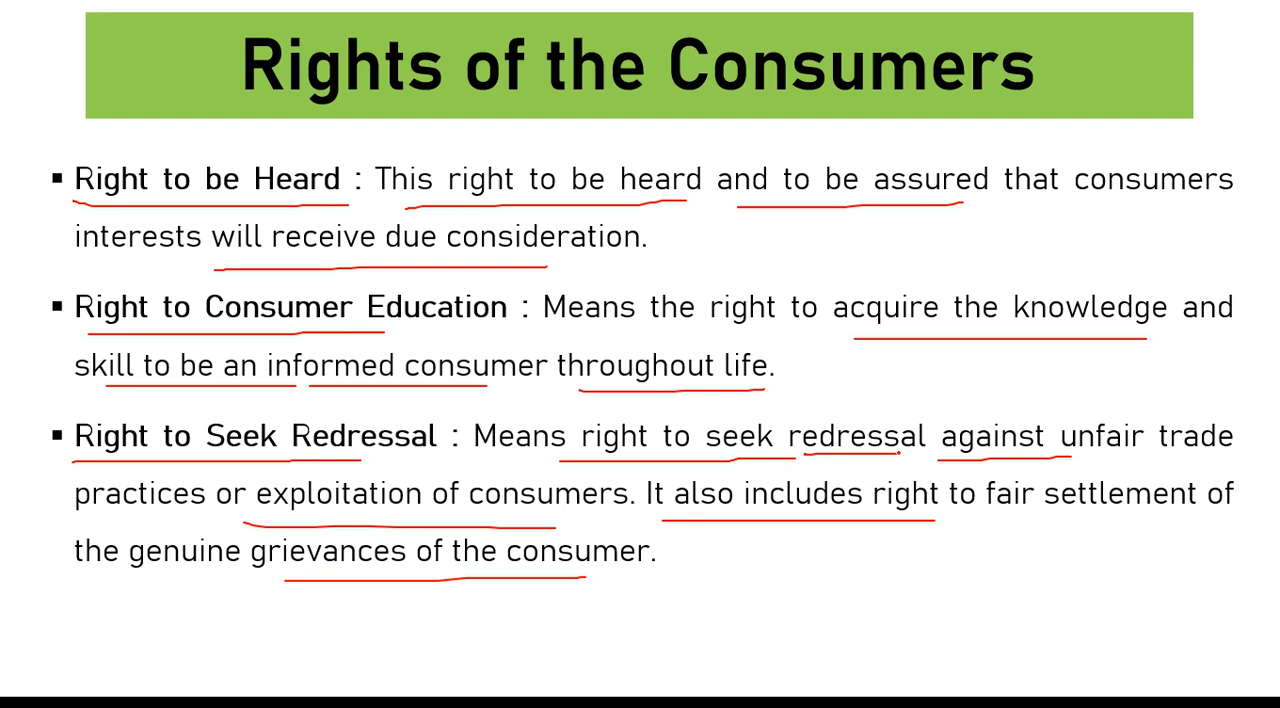 Rights of the Consumers
▪ Right to be Heard : This right to be heard and to be assured that consumers
interests will receive due consideration.
▪ Right to Consumer Education : Means the right to acquire the knowledge and
skill to be an informed consumer throughout life.
▪ Right to Seek Redressal : Means right to seek redressal against unfair trade
practices or exploitation of consumers. It also includes right to fair settlement of
the genuine grievances of the consumer.